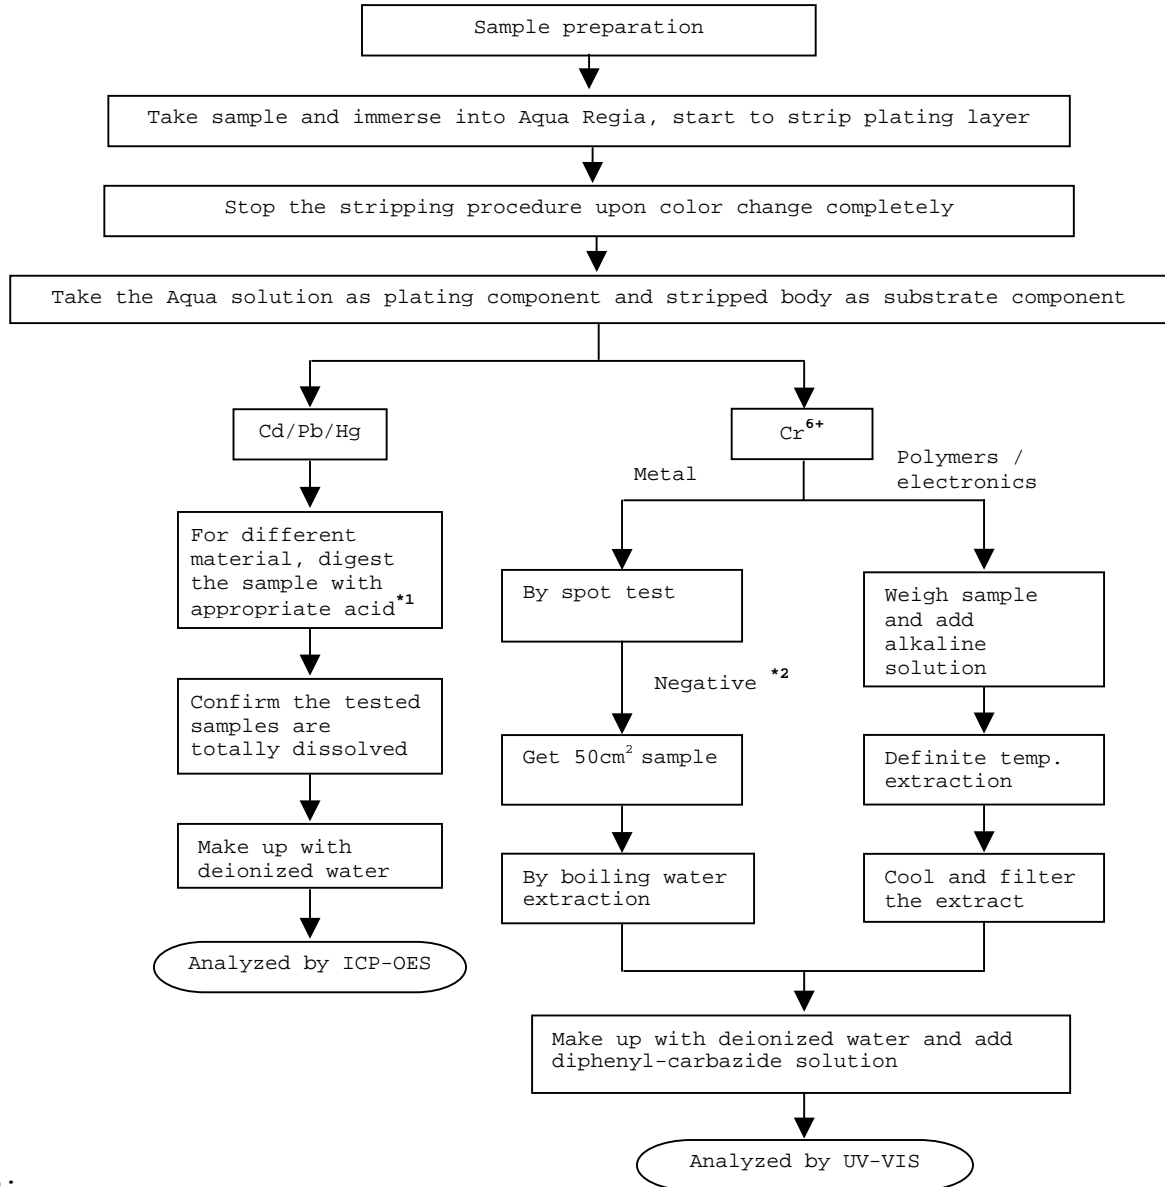 Sample preparation
Take sample and immerse into Aqua Regia, start to strip plating layer
Stop the stripping procedure upon color change completely
Take the Aqua solution as plating component and stripped body as substrate component
Cd/Pb/Hg
For different
material, digest
the sample with
appropriate acid*1
Confirm the tested
samples are
totally dissolved
Make up with
deionized water
Analyzed by ICP-OES
Cr6+
Metal
Polymers /
electronics
By spot test
Negative *2
Get 50cm2 sample
By boiling water
extraction
Weigh sample
and add
alkaline
solution
Definite temp.
extraction
Cool and filter
the extract
Make up with deionized water and add
diphenyl-carbazide solution
Analyzed by UV-VIS